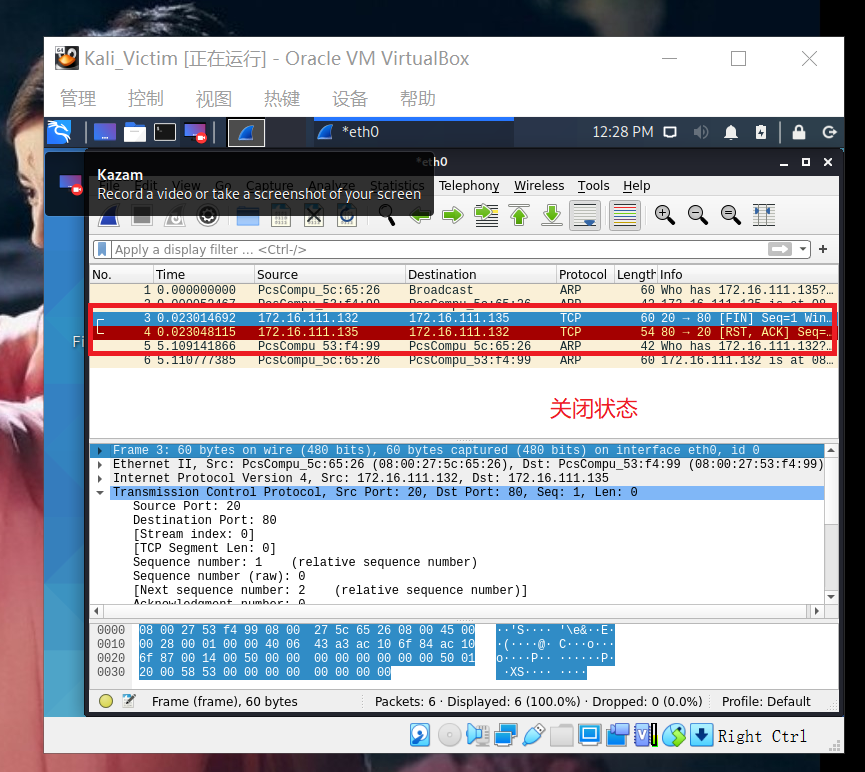 Kali_Victim [正在运行] - Oracle VM VirtualBox
管理 控制 视图 热键 设备 帮助
*eth0 12:28 PM
*eth0
Kazam
Record a video or take a screenshot of your screen
File Edit View Go Capture Analyze Statistics Telephony Wireless Tools Help
Apply a display filter ... <Ctrl-/>
No. Time Source Destination Protocol Length Info
1 0.000000000 PcsCompu_5c:65:26 Broadcast ARP 60 Who has 172.16.111.135?…
2 0.000053467 PcsCompu_53:f4:99 PcsCompu_5c:65:26 ARP 42 172.16.111.135 is at 08…
3 0.023014692 172.16.111.132 172.16.111.135 TCP 60 20 → 80 [FIN] Seq=1 Win…
4 0.023048115 172.16.111.135 172.16.111.132 TCP 54 80 → 20 [RST, ACK] Seq=…
5 5.109141866 PcsCompu_53:f4:99 PcsCompu_5c:65:26 ARP 42 Who has 172.16.111.132?…
6 5.110777385 PcsCompu_5c:65:26 PcsCompu_53:f4:99 ARP 60 172.16.111.132 is at 08…
关闭状态
Frame 3: 60 bytes on wire (480 bits), 60 bytes captured (480 bits) on interface eth0, id 0
Ethernet II, Src: PcsCompu_5c:65:26 (08:00:27:5c:65:26), Dst: PcsCompu_53:f4:99 (08:00:27:53:f4:99)
Internet Protocol Version 4, Src: 172.16.111.132, Dst: 172.16.111.135
Transmission Control Protocol, Src Port: 20, Dst Port: 80, Seq: 1, Len: 0
Source Port: 20
Destination Port: 80
[Stream index: 0]
[TCP Segment Len: 0]
Sequence number: 1 (relative sequence number)
Sequence number (raw): 0
[Next sequence number: 2 (relative sequence number)]
Acknowledgment number: 0
0000 08 00 27 53 f4 99 08 00 27 5c 65 26 08 00 45 00 ··'S···· '\e&··E·
0010 00 28 00 01 00 00 40 06 43 a3 ac 10 6f 84 ac 10 ·(····@· C···o···
0020 6f 87 00 14 00 50 00 00 00 00 00 00 00 00 50 01 o····P·· ······P·
0030 20 00 58 53 00 00 00 00 00 00 00 00 ·XS···· ····
Frame (frame), 60 bytes Packets: 6 · Displayed: 6 (100.0%) · Dropped: 0 (0.0%) Profile: Default
Right Ctrl